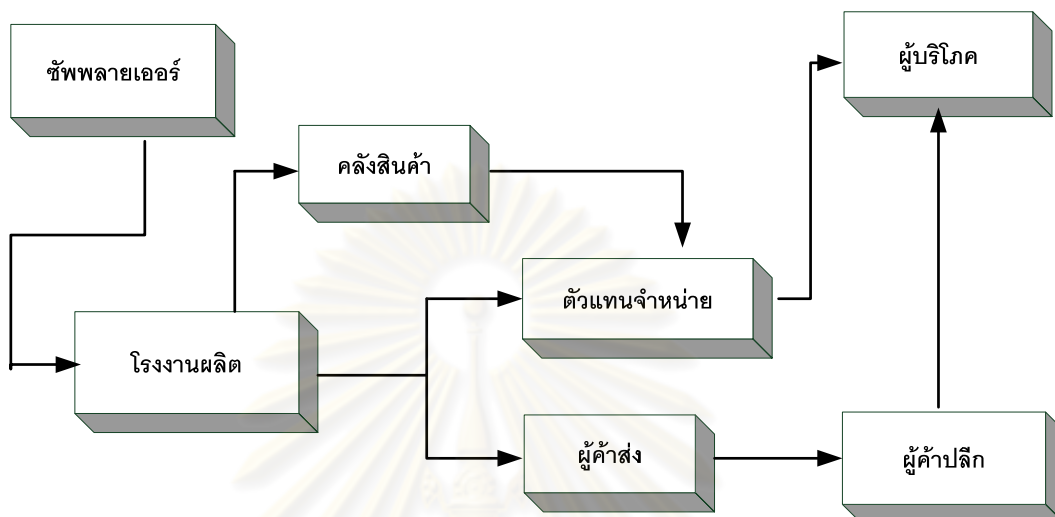 ซัพพลายเออร์
ผู้บริโภค
คลังสินค้า
ตัวแทนจำหน่าย
โรงงานผลิต
ผู้ค้าส่ง
ผู้ค้าปลีก